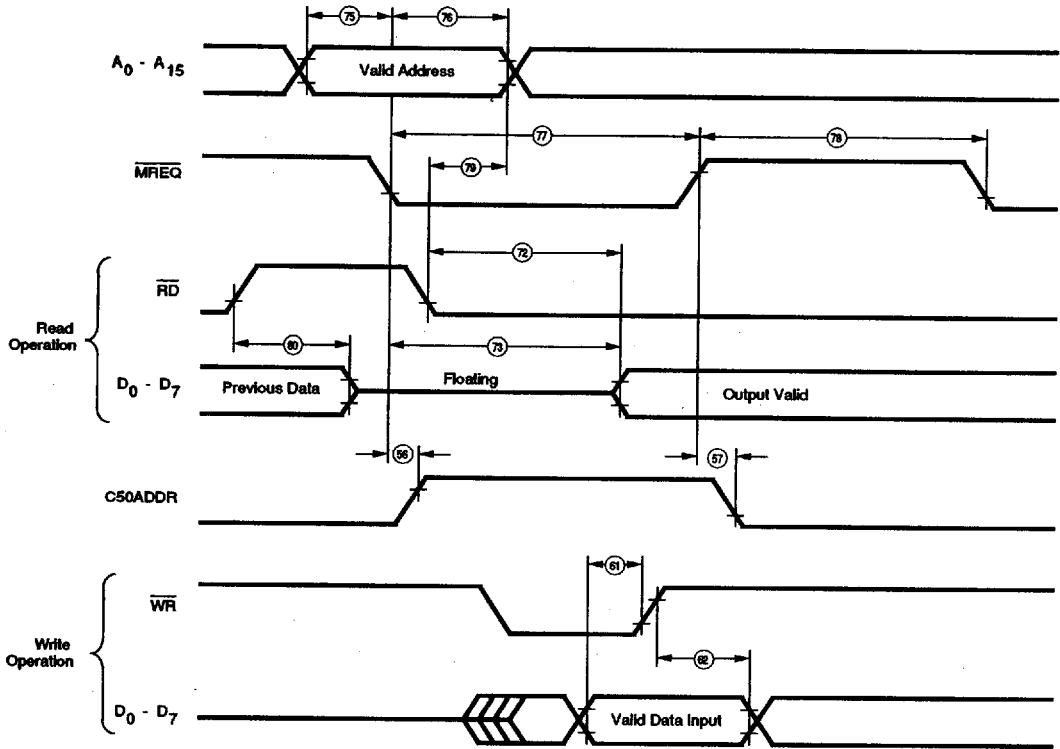 75
76
A0 - A15
Valid Address
77
78
MREQ
79
72
RD
Read
Operation
80
73
D0 - D7
Previous Data
Floating
Output Valid
56
57
C50ADDR
61
WR
Write
Operation
62
D0 - D7
Valid Data Input